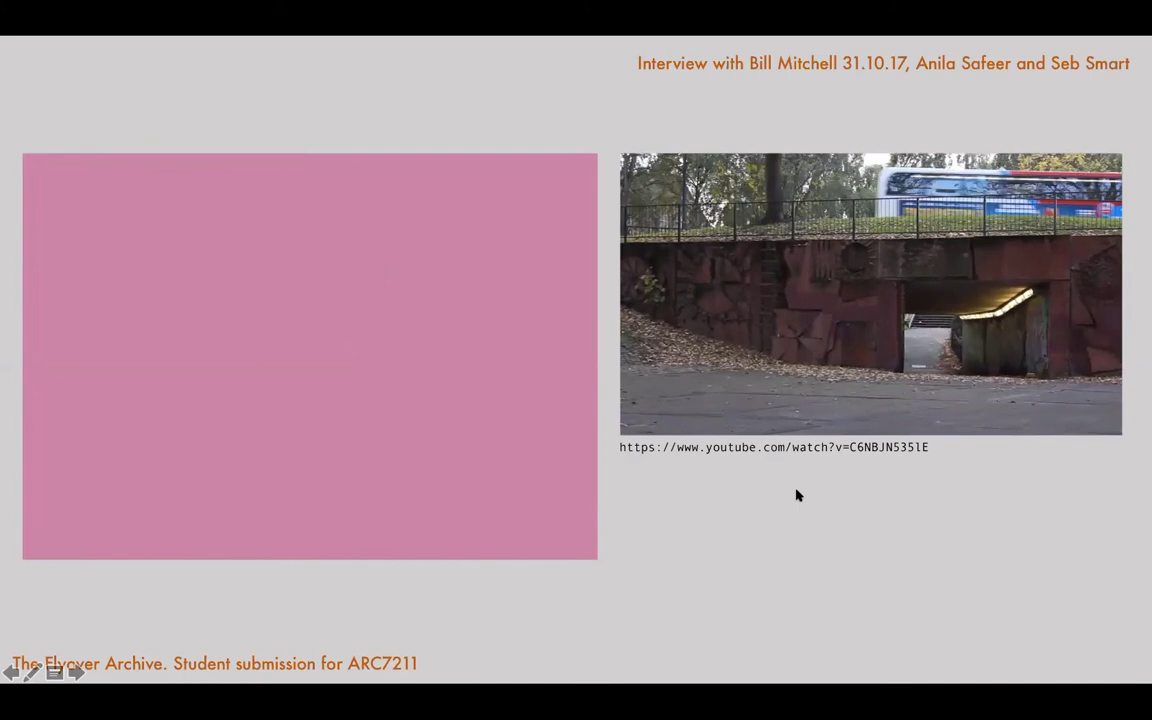 Interview with Bill Mitchell 31.10.17, Anila Safeer and Seb Smart
https://www.youtube.com/watch?v=C6NBJN535lE
The Flyover Archive. Student submission for ARC7211